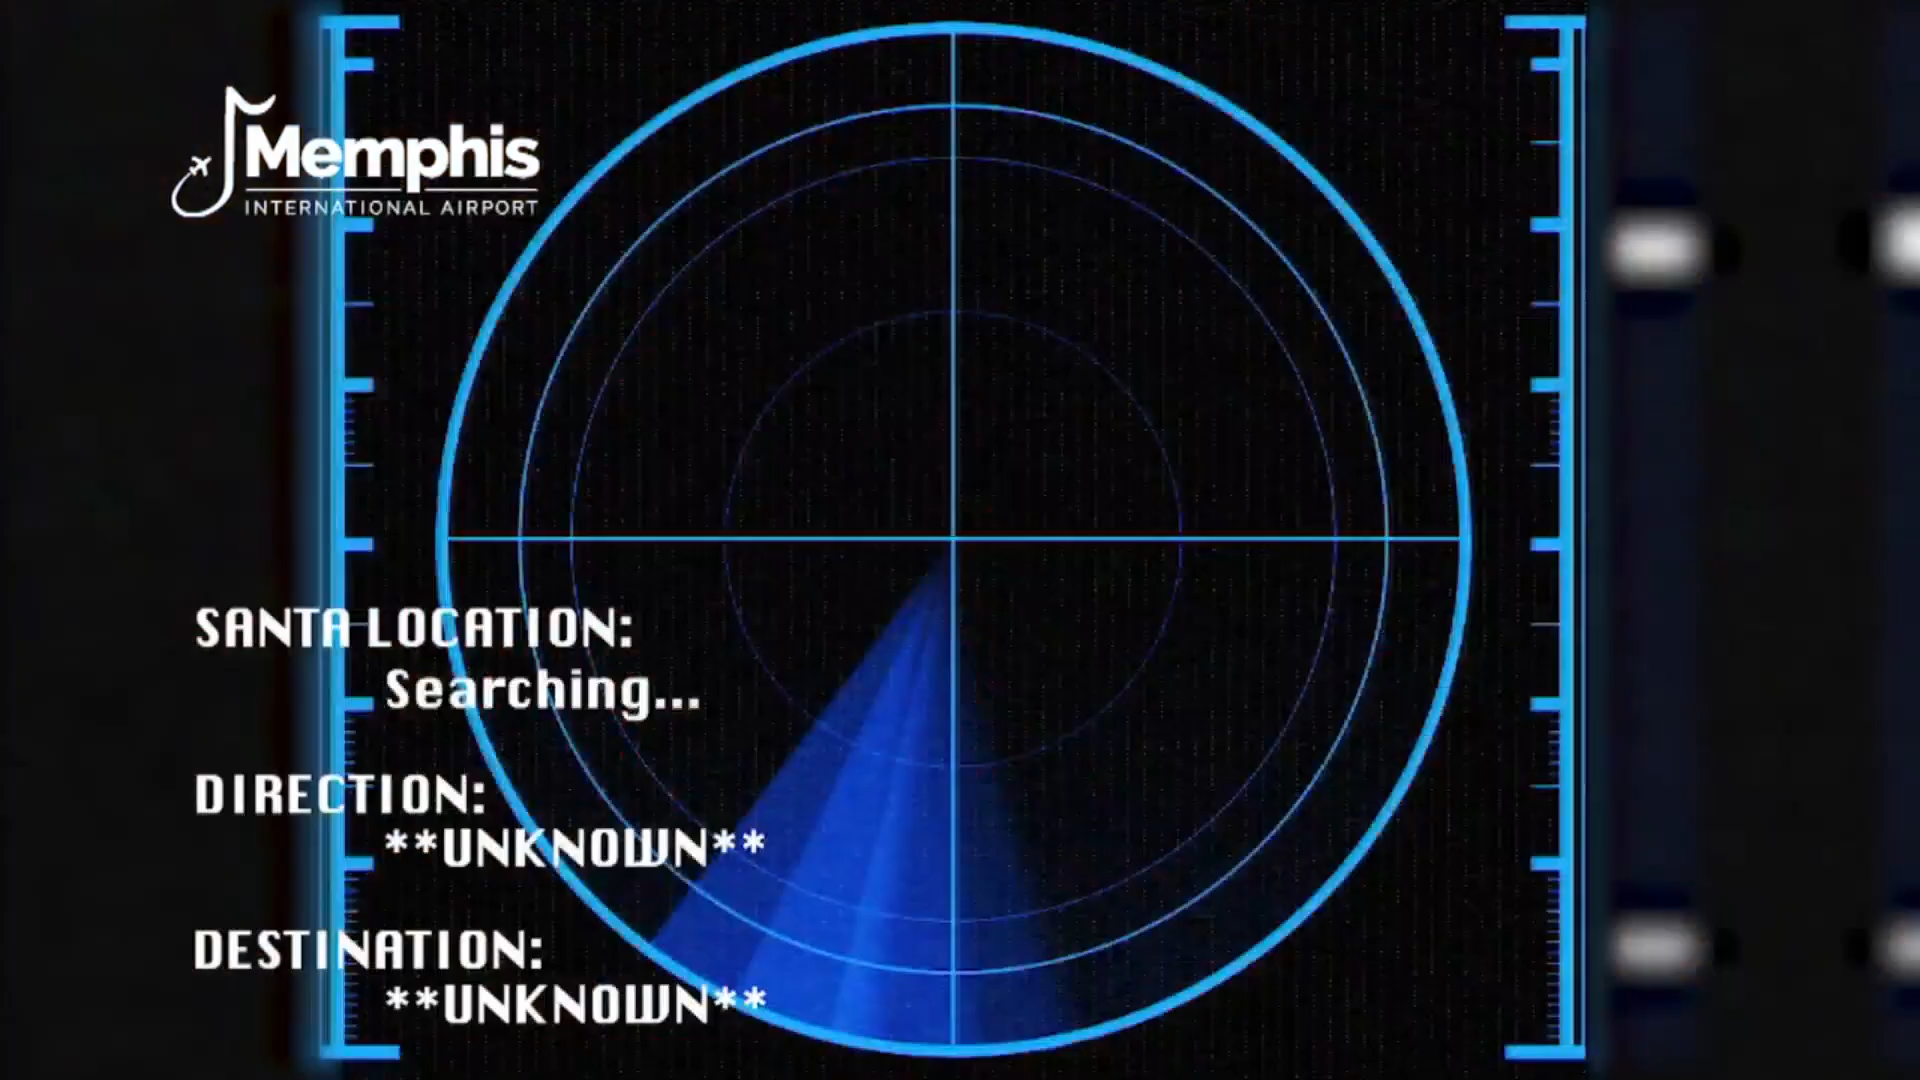 Memphis
INTERNATIONAL AIRPORT
SANTA LOCATION:
Searching...
DIRECTION:
**UNKNOWN**
DESTINATION:
**UNKNOWN**